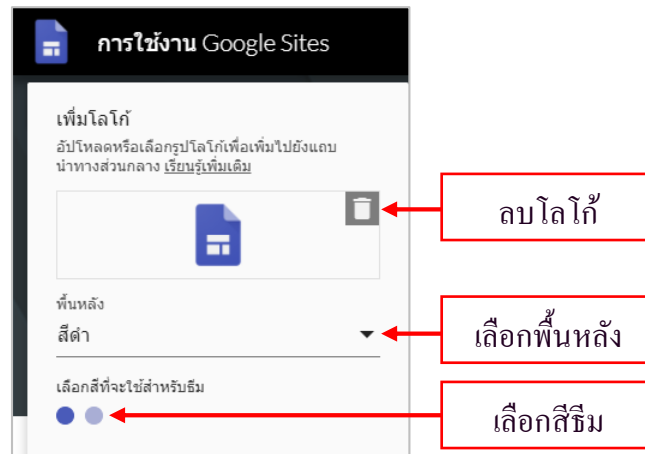 การใช้งาน Google Sites
เพิ่มโลโก้
อัปโหลดหรือเลือกรูปโลโก้เพื่อเพิ่มไปยังแถบ
นำทางส่วนกลาง เรียนรู้เพิ่มเติม
ลบโลโก้
พื้นหลัง
สีดำ
เลือกพื้นหลัง
เลือกสีที่จะใช้สำหรับธีม
เลือกสีธีม